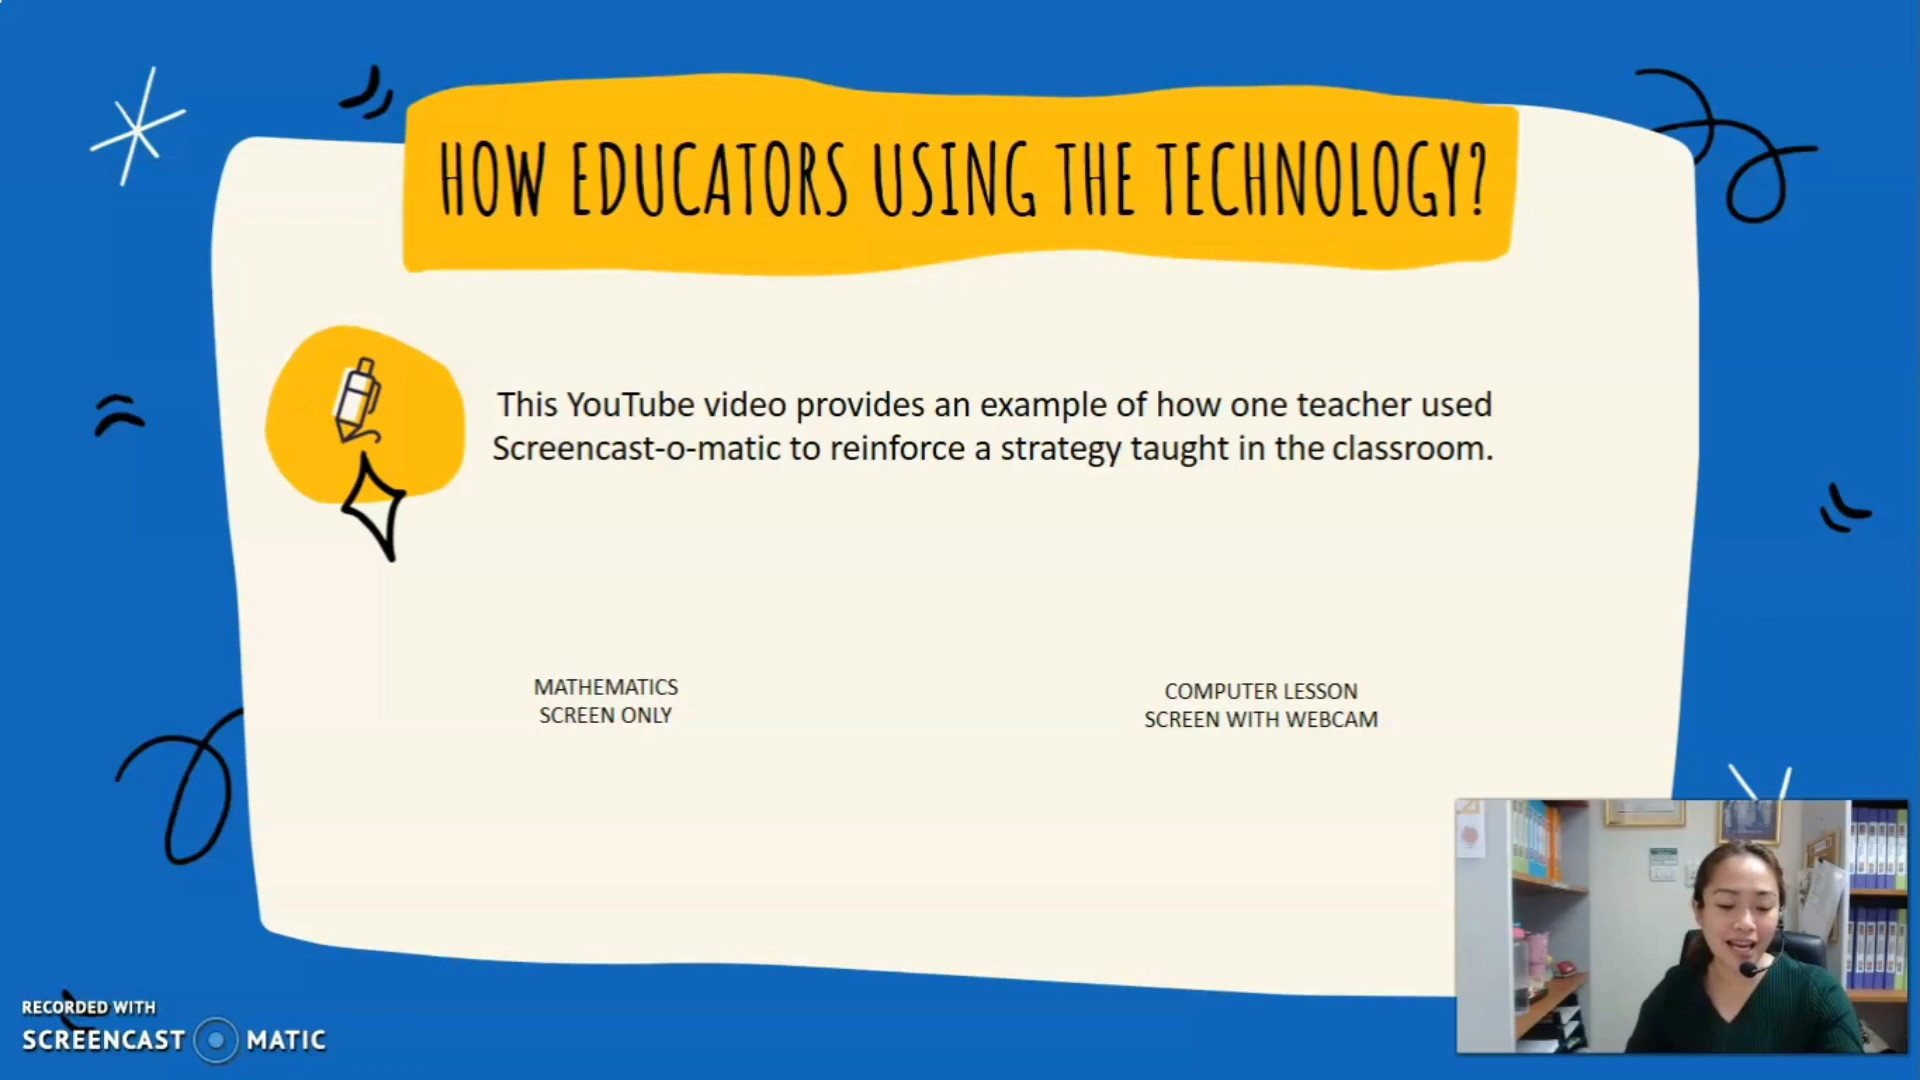 HOW EDUCATORS USING THE TECHNOLOGY?
This YouTube video provides an example of how one teacher used
Screencast-o-matic to reinforce a strategy taught in the classroom.
MATHEMATICS
SCREEN ONLY
COMPUTER LESSON
SCREEN WITH WEBCAM
RECORDED WITH
SCREENCAST MATIC